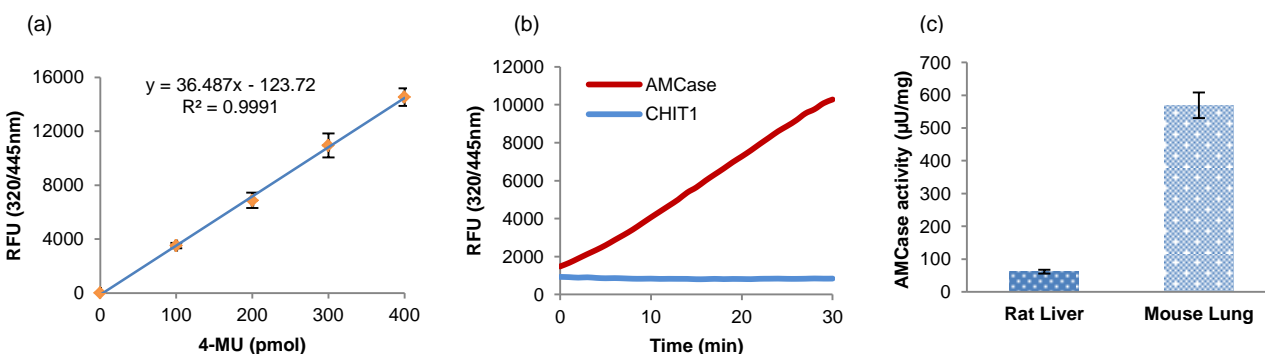 (a)
y = 36.487x - 123.72
R² = 0.9991
RFU (320/445nm)
16000
12000
8000
4000
0
0 100 200 300 400
4-MU (pmol)
(b)
AMCase
CHIT1
RFU (320/445nm)
12000
10000
8000
6000
4000
2000
0
0 10 20 30
Time (min)
(c)
AMCase activity (µU/mg)
700
600
500
400
300
200
100
0
Rat Liver Mouse Lung